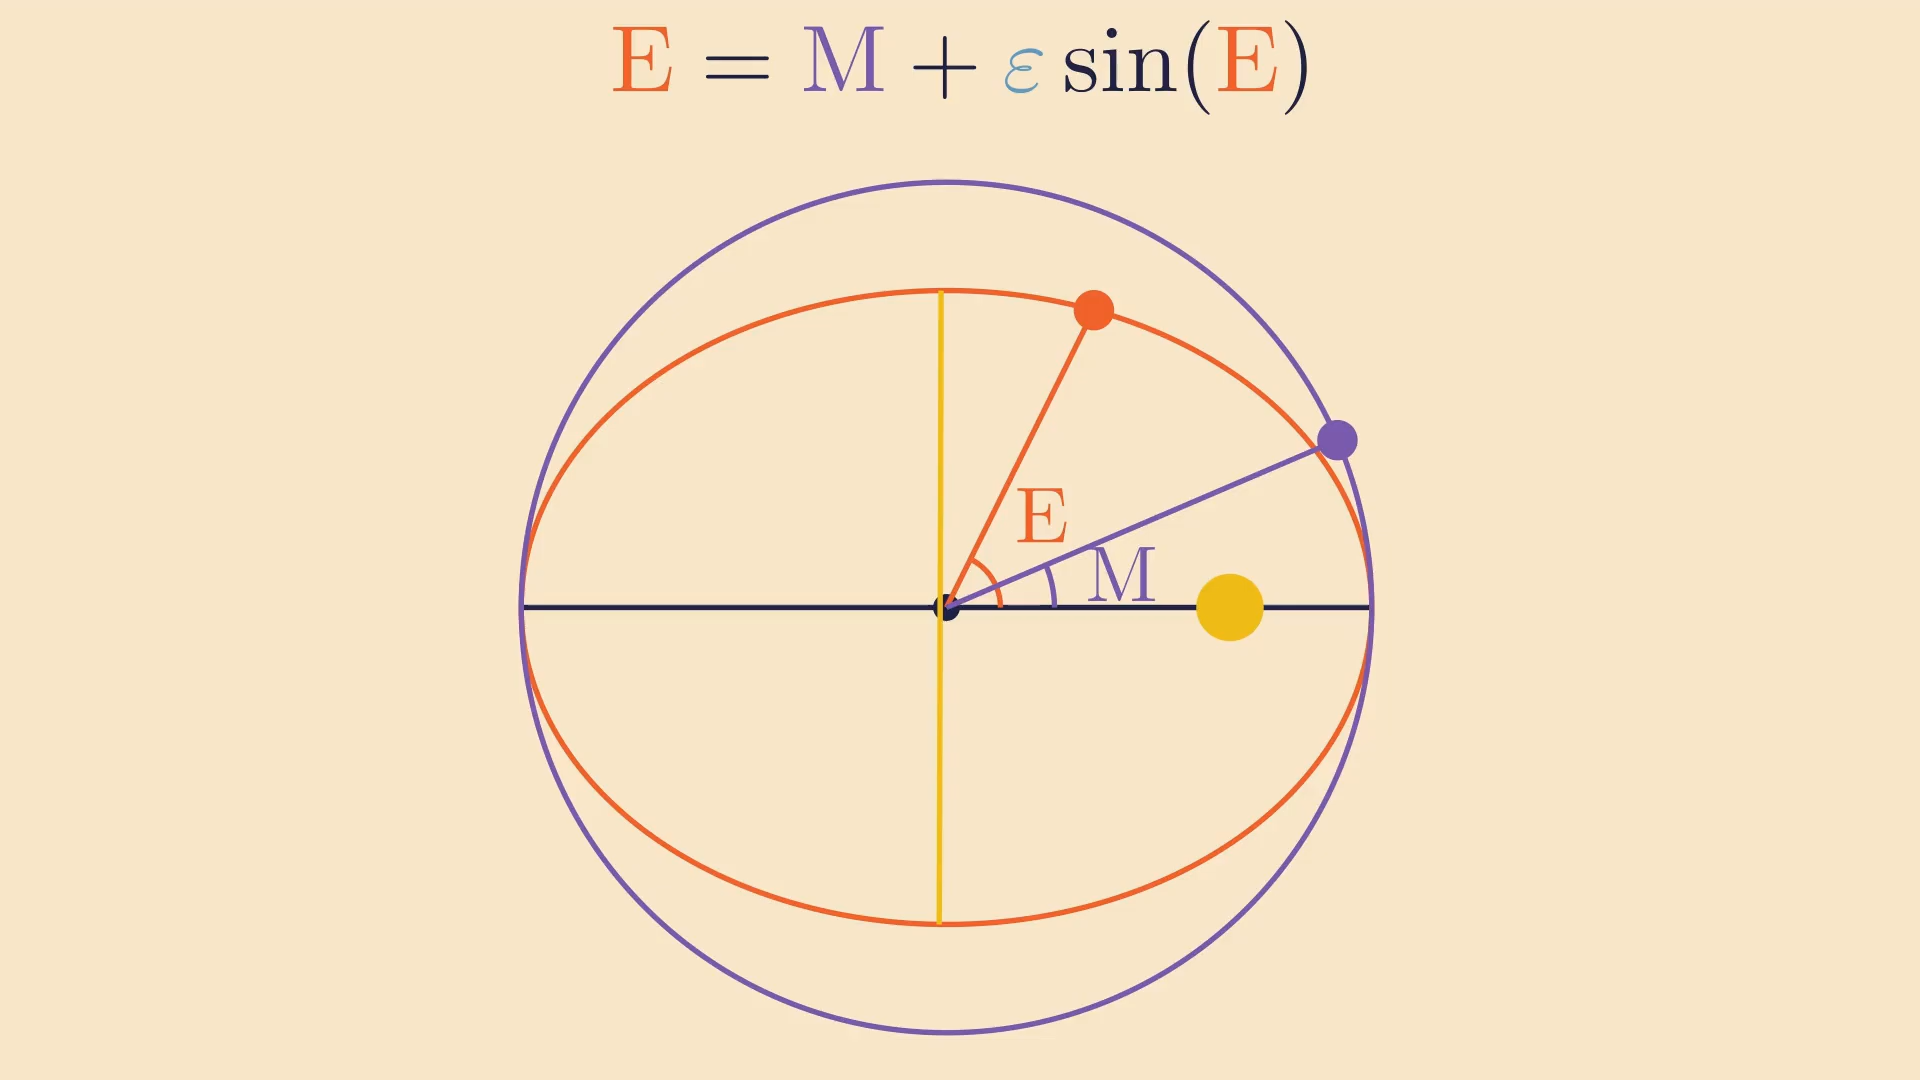 E = M + ε sin(E)
E
M